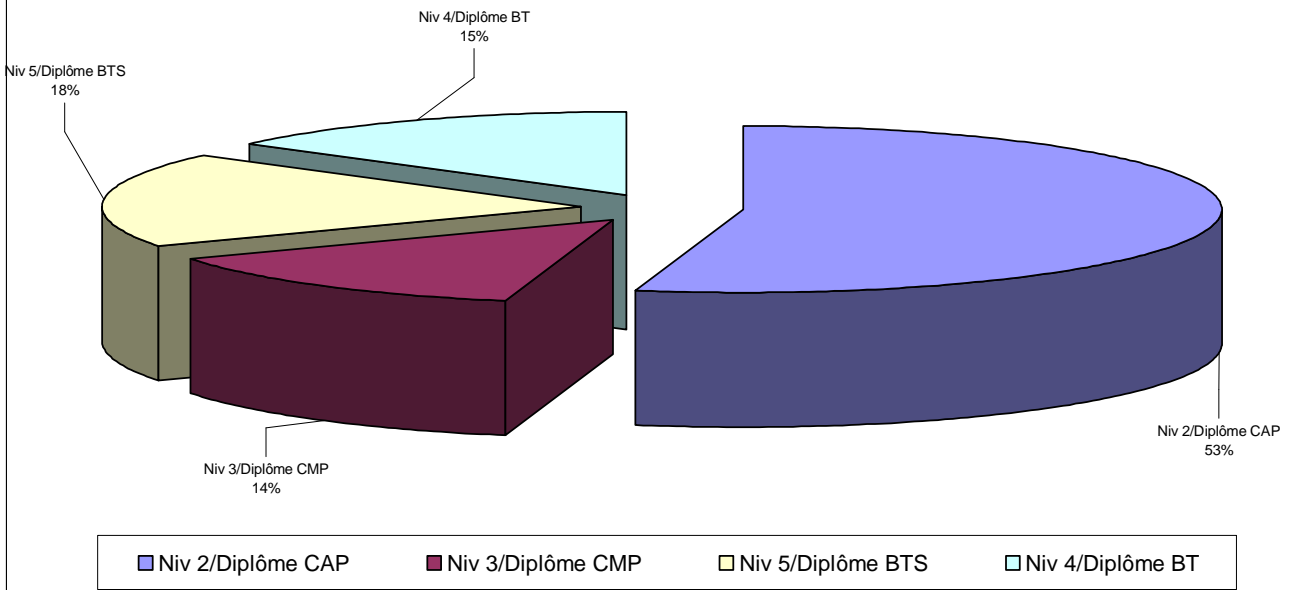 Niv 4/Diplôme BT
15%
Niv 5/Diplôme BTS
18%
Niv 2/Diplôme CAP
53%
Niv 3/Diplôme CMP
14%
Niv 2/Diplôme CAP
Niv 3/Diplôme CMP
Niv 5/Diplôme BTS
Niv 4/Diplôme BT